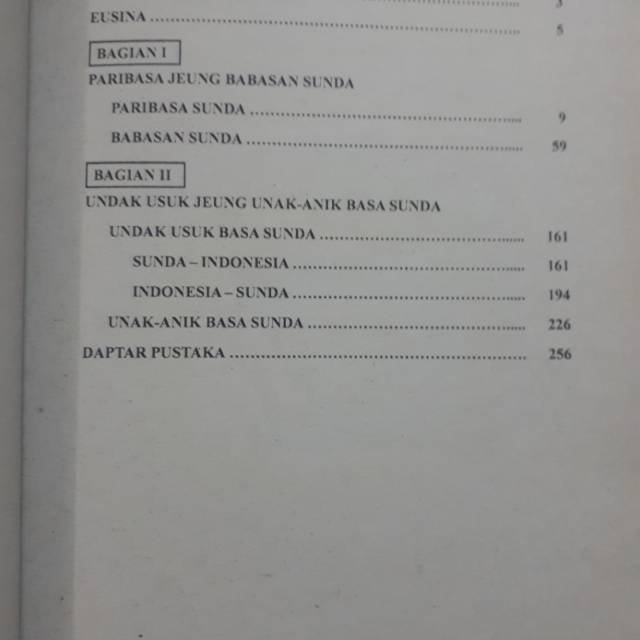 3
EUSINA ........................................ 5
BAGIAN I
PARIBASA JEUNG BABASAN SUNDA
PARIBASA SUNDA ........................................ 9
BABASAN SUNDA ........................................ 59
BAGIAN II
UNDAK USUK JEUNG UNAK-ANIK BASA SUNDA
UNDAK USUK BASA SUNDA ........................................ 161
SUNDA – INDONESIA ........................................ 161
INDONESIA – SUNDA ........................................ 194
UNAK-ANIK BASA SUNDA ........................................ 226
DAPTAR PUSTAKA ........................................ 256